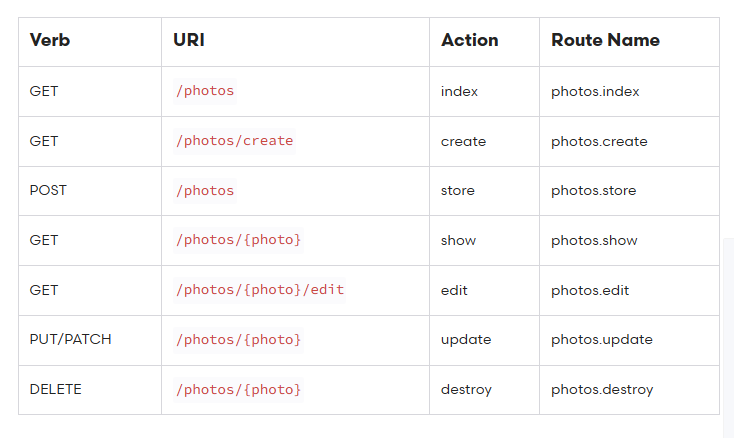 Verb URI Action Route Name
GET /photos index photos.index
GET /photos/create create photos.create
POST /photos store photos.store
GET /photos/{photo} show photos.show
GET /photos/{photo}/edit edit photos.edit
PUT/PATCH /photos/{photo} update photos.update
DELETE /photos/{photo} destroy photos.destroy